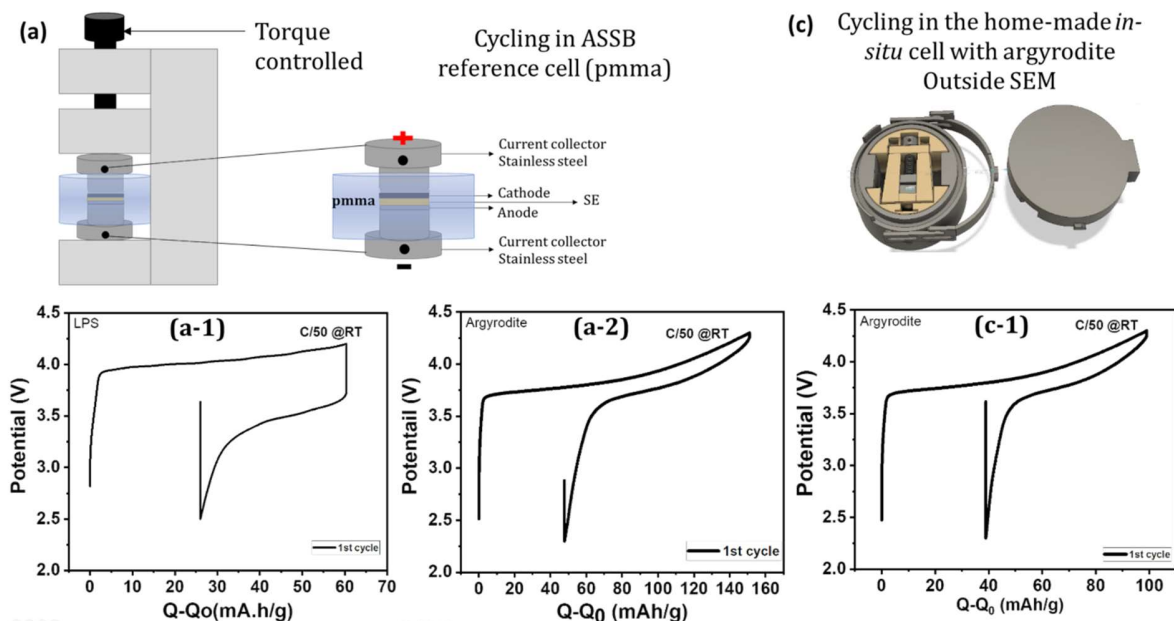 (a)
Torque
controlled
Cycling in ASSB
reference cell (pmma)
+
Current collector
Stainless steel
pmma
Cathode
SE
Anode
Current collector
Stainless steel
-
(c)
Cycling in the home-made in-
situ cell with argyrodite
Outside SEM
LPS
(a-1)
C/50 @RT
4.5
4.0
3.5
3.0
2.5
2.0
Potential (V)
1st cycle
0 10 20 30 40 50 60 70
Q-Qo(mA.h/g)
Argyrodite
(a-2)
C/50 @RT
4.5
4.0
3.5
3.0
2.5
2.0
Potentail (V)
1st cycle
0 20 40 60 80 100 120 140 160
Q-Q0 (mAh/g)
Argyrodite
(c-1)
C/50 @RT
4.5
4.0
3.5
3.0
2.5
2.0
Potential (V)
1st cycle
0 20 40 60 80 100
Q-Q0 (mAh/g)